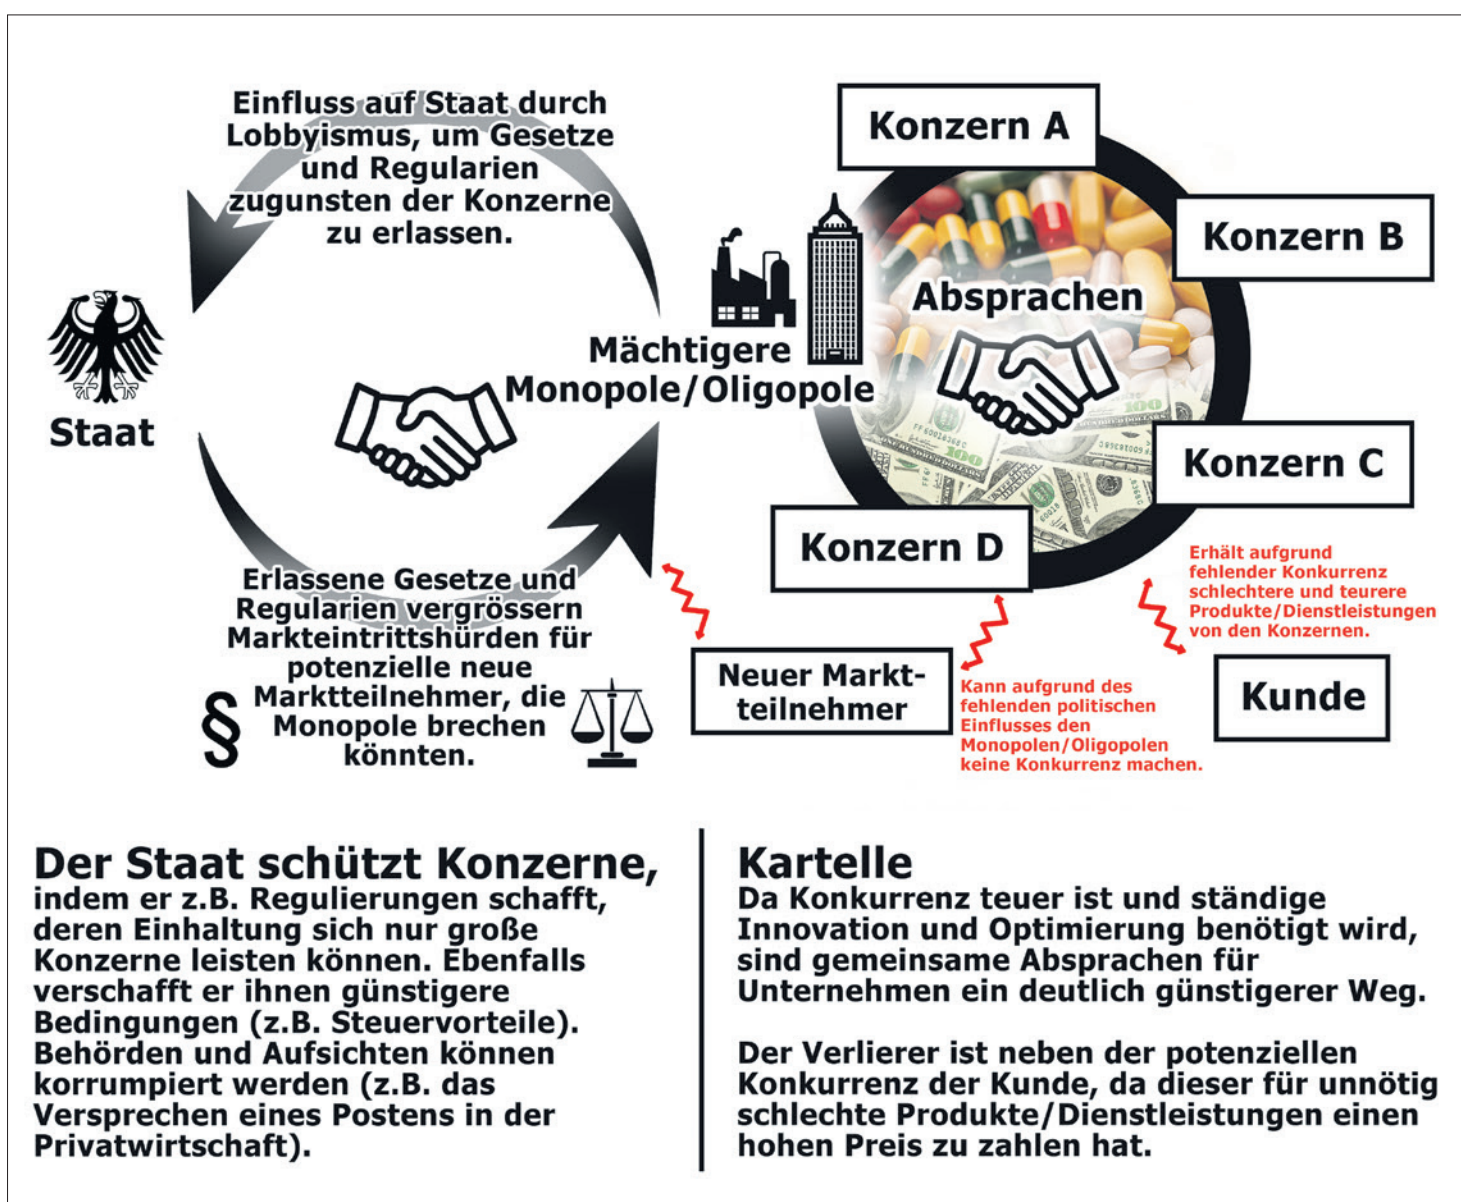 Einfluss auf Staat durch
Lobbyismus, um Gesetze
und Regularien
zugunsten der Konzerne
zu erlassen.
Staat
Mächtigere
Monopole/Oligopole
Konzern A
Konzern B
Absprachen
Konzern C
Konzern D
Erlassene Gesetze und
Regularien vergrössern
Markteintrittshürden für
potenzielle neue
Marktteilnehmer, die
Monopole brechen
könnten.
§
Neuer Markt-
teilnehmer
Kann aufgrund des
fehlenden politischen
Einflusses den
Monopolen/Oligopolen
keine Konkurrenz machen.
Erhält aufgrund
fehlender Konkurrenz
schlechtere und teurere
Produkte/Dienstleistungen
von den Konzernen.
Kunde
Der Staat schützt Konzerne,
indem er z.B. Regulierungen schafft,
deren Einhaltung sich nur große
Konzerne leisten können. Ebenfalls
verschafft er ihnen günstigere
Bedingungen (z.B. Steuervorteile).
Behörden und Aufsichten können
korrumpiert werden (z.B. das
Versprechen eines Postens in der
Privatwirtschaft).
Kartelle
Da Konkurrenz teuer ist und ständige
Innovation und Optimierung benötigt wird,
sind gemeinsame Absprachen für
Unternehmen ein deutlich günstigerer Weg.
Der Verlierer ist neben der potenziellen
Konkurrenz der Kunde, da dieser für unnötig
schlechte Produkte/Dienstleistungen einen
hohen Preis zu zahlen hat.